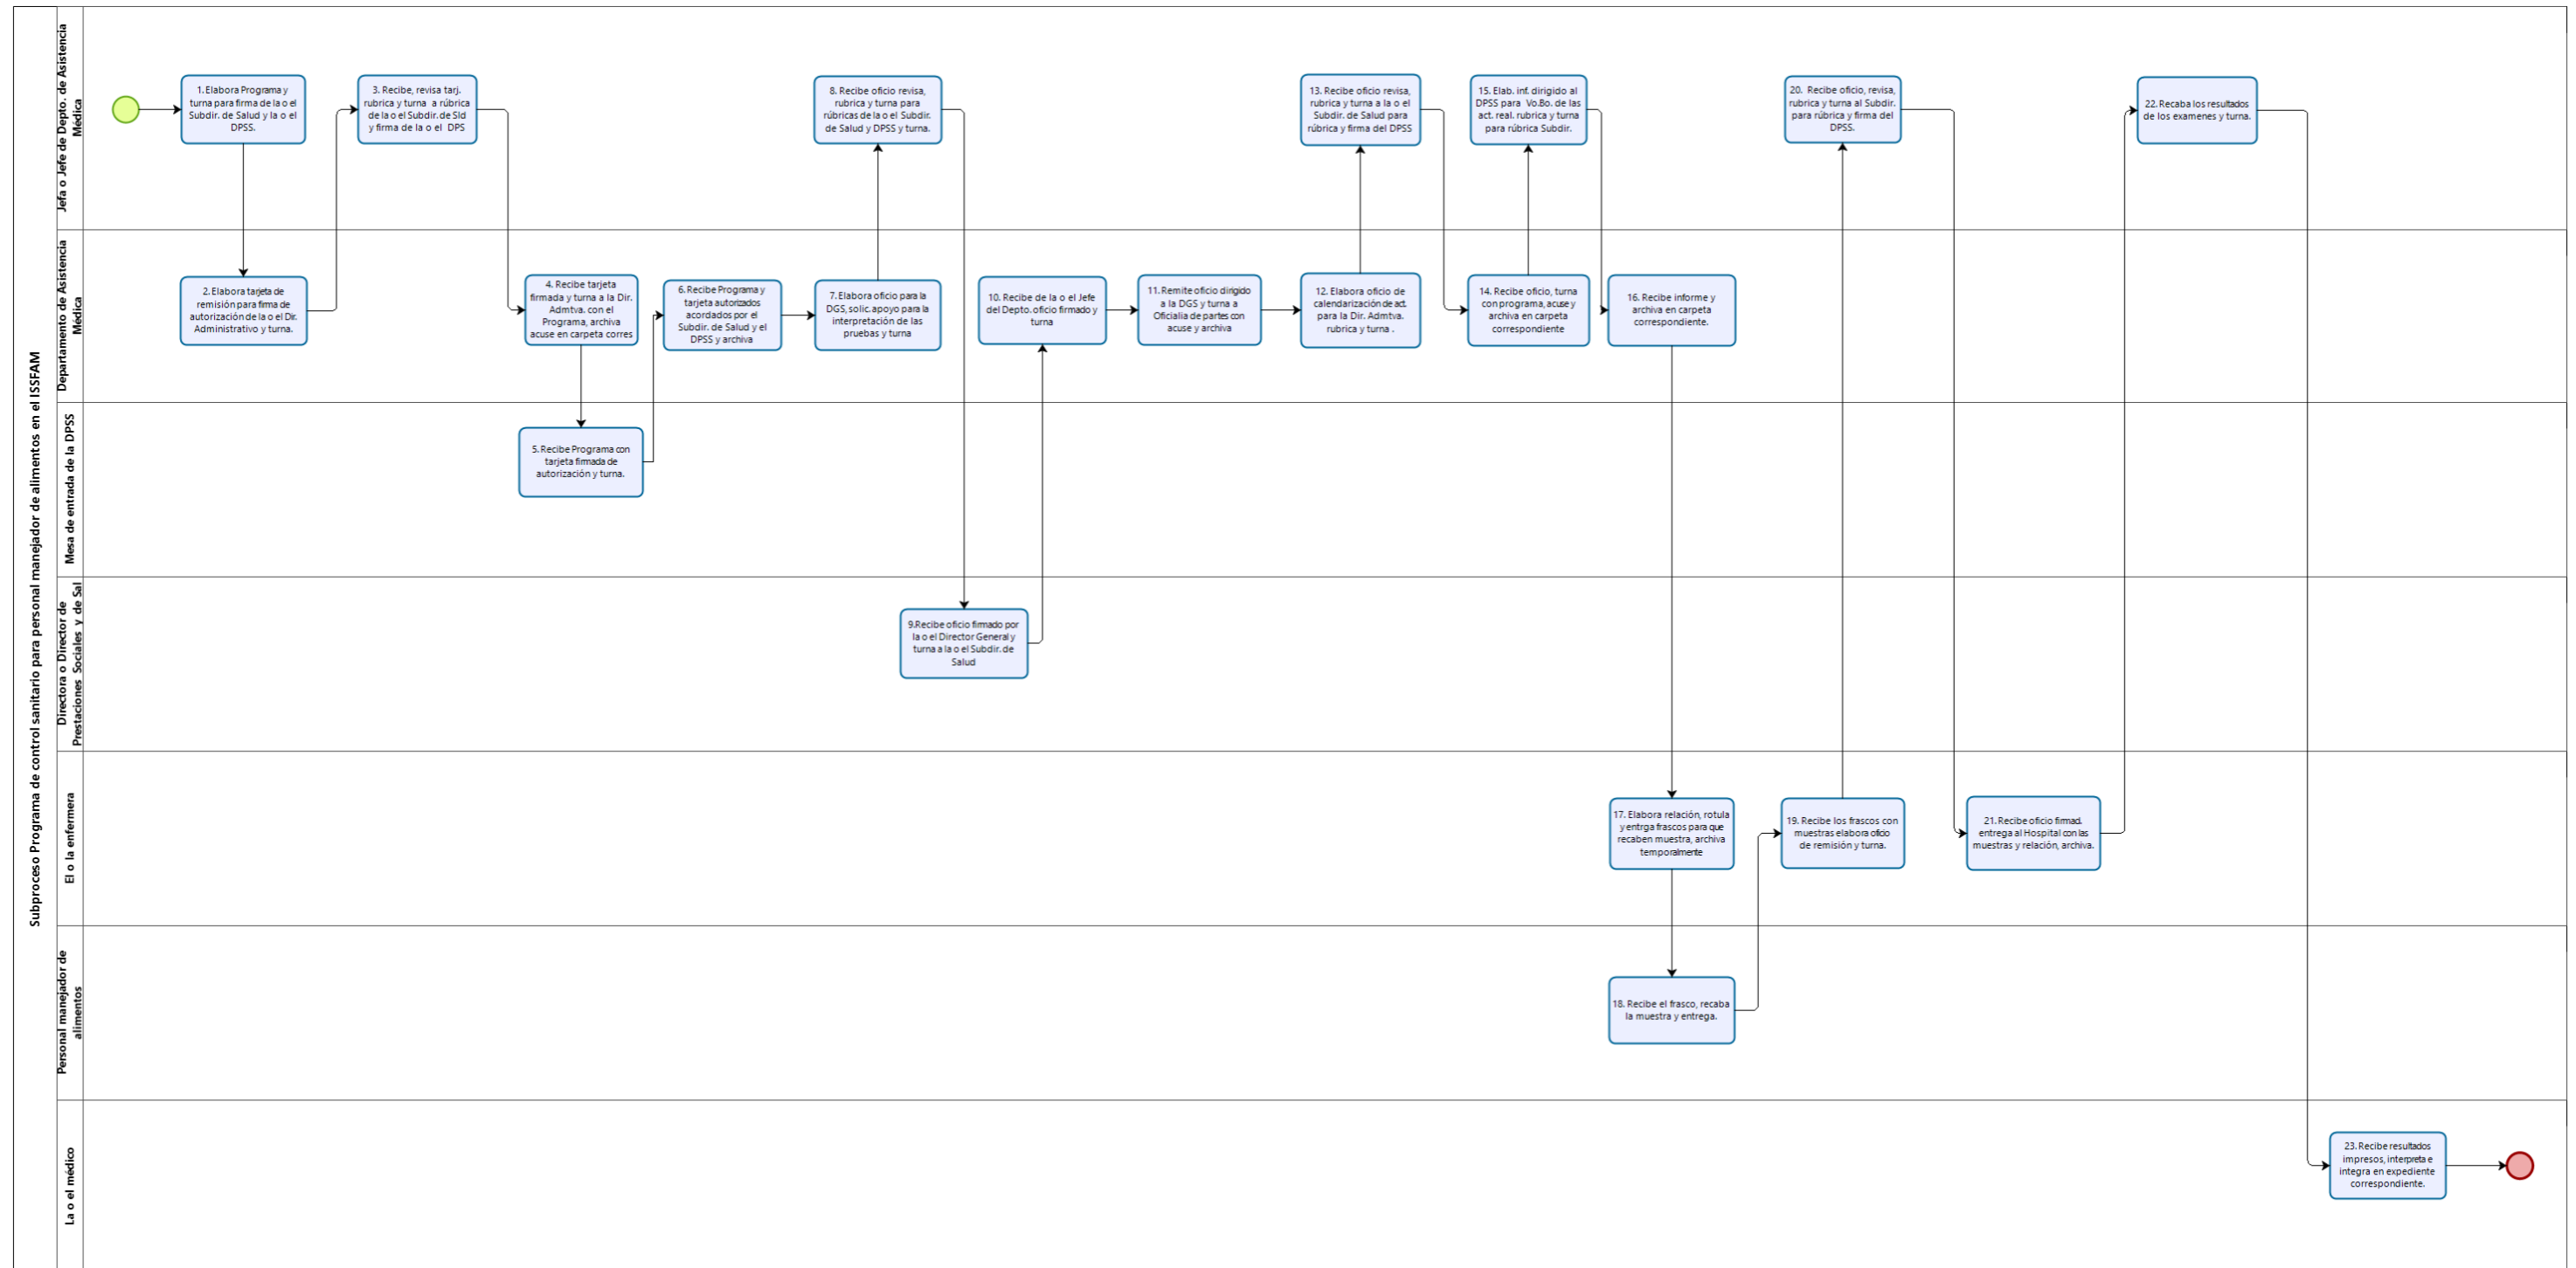 Subproceso Programa de control sanitario para personal manejador de alimentos en el ISSFAM
Jefa o Jefe de Depto. de Asistencia
Médica
1. Elabora Programa y
turna para firma de la o el
Subdir. de Salud y la o el
DPSS.
3. Recibe, revisa tarj.
rubrica y turna a rúbrica
de la o el Subdir. de Sld
y firma de la o el DPS
8. Recibe oficio revisa,
rubrica y turna para
rúbricas de la o el Subdir.
de Salud y DPSS y turna.
13. Recibe oficio revisa,
rubrica y turna a la o el
Subdir. de Salud para
rúbrica y firma del DPSS
15. Elab. inf. dirigido al
DPSS para Vo.Bo. de las
act. real. rubrica y turna
para rúbrica Subdir.
20. Recibe oficio, revisa,
rubrica y turna al Subdir.
para rúbrica y firma del
DPSS.
22. Recaba los resultados
de los examenes y turna.
Departamento de Asistencia
Médica
2. Elabora tarjeta de
remisión para firma de
autorización de la o el Dir.
Administrativo y turna.
4. Recibe tarjeta
firmada y turna a la Dir.
Admtva. con el
Programa, archiva
acuse en carpeta corres
6. Recibe Programa y
tarjeta autorizados
acordados por el
Subdir. de Salud y el
DPSS y archiva
7. Elabora oficio para la
DGS, solic. apoyo para la
interpretación de las
pruebas y turna
10. Recibe de la o el Jefe
del Depto. oficio firmado y
turna
11. Remite oficio dirigido
a la DGS y turna a
Oficialia de partes con
acuse y archiva
12. Elabora oficio de
calendarización de act.
para la Dir. Admtva.
rubrica y turna .
14. Recibe oficio, turna
con programa, acuse y
archiva en carpeta
correspondiente
16. Recibe informe y
archiva en carpeta
correspondiente.
Mesa de entrada de la DPSS
5. Recibe Programa con
tarjeta firmada de
autorización y turna.
Directora o Director de
Prestaciones Sociales y de Sal
9.Recibe oficio firmado por
la o el Director General y
turna a la o el Subdir. de
Salud
El o la enfermera
17. Elabora relación, rotula
y entrga frascos para que
recaben muestra, archiva
temporalmente
19. Recibe los frascos con
muestras elabora oficio
de remisión y turna.
21. Recibe oficio firmad.
entrega al Hospital con las
muestras y relación, archiva.
Personal manejador de
alimentos
18. Recibe el frasco, recaba
la muestra y entrega.
La o el médico
23. Recibe resultados
impresos, interpreta e
integra en expediente
correspondiente.